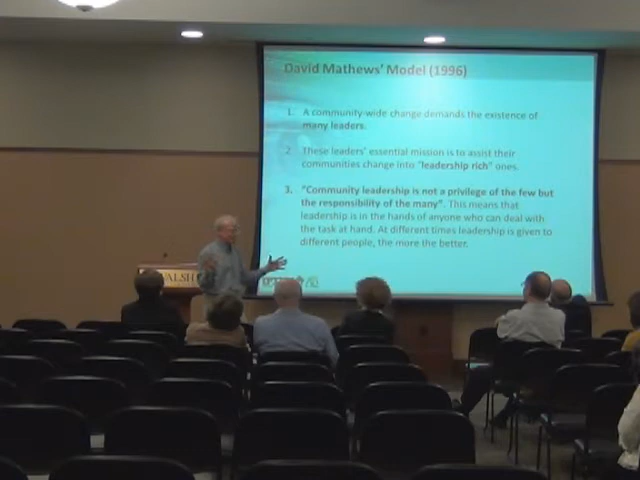 David Mathews' Model (1996)
1. A community-wide change demands the existence of
many leaders.
2. These leaders' essential mission is to assist their
communities change into "leadership rich" ones.
3. "Community leadership is not a privilege of the few but
the responsibility of the many". This means that
leadership is in the hands of anyone who can deal with
the task at hand. At different times leadership is given to
different people, the more the better.
WALSH